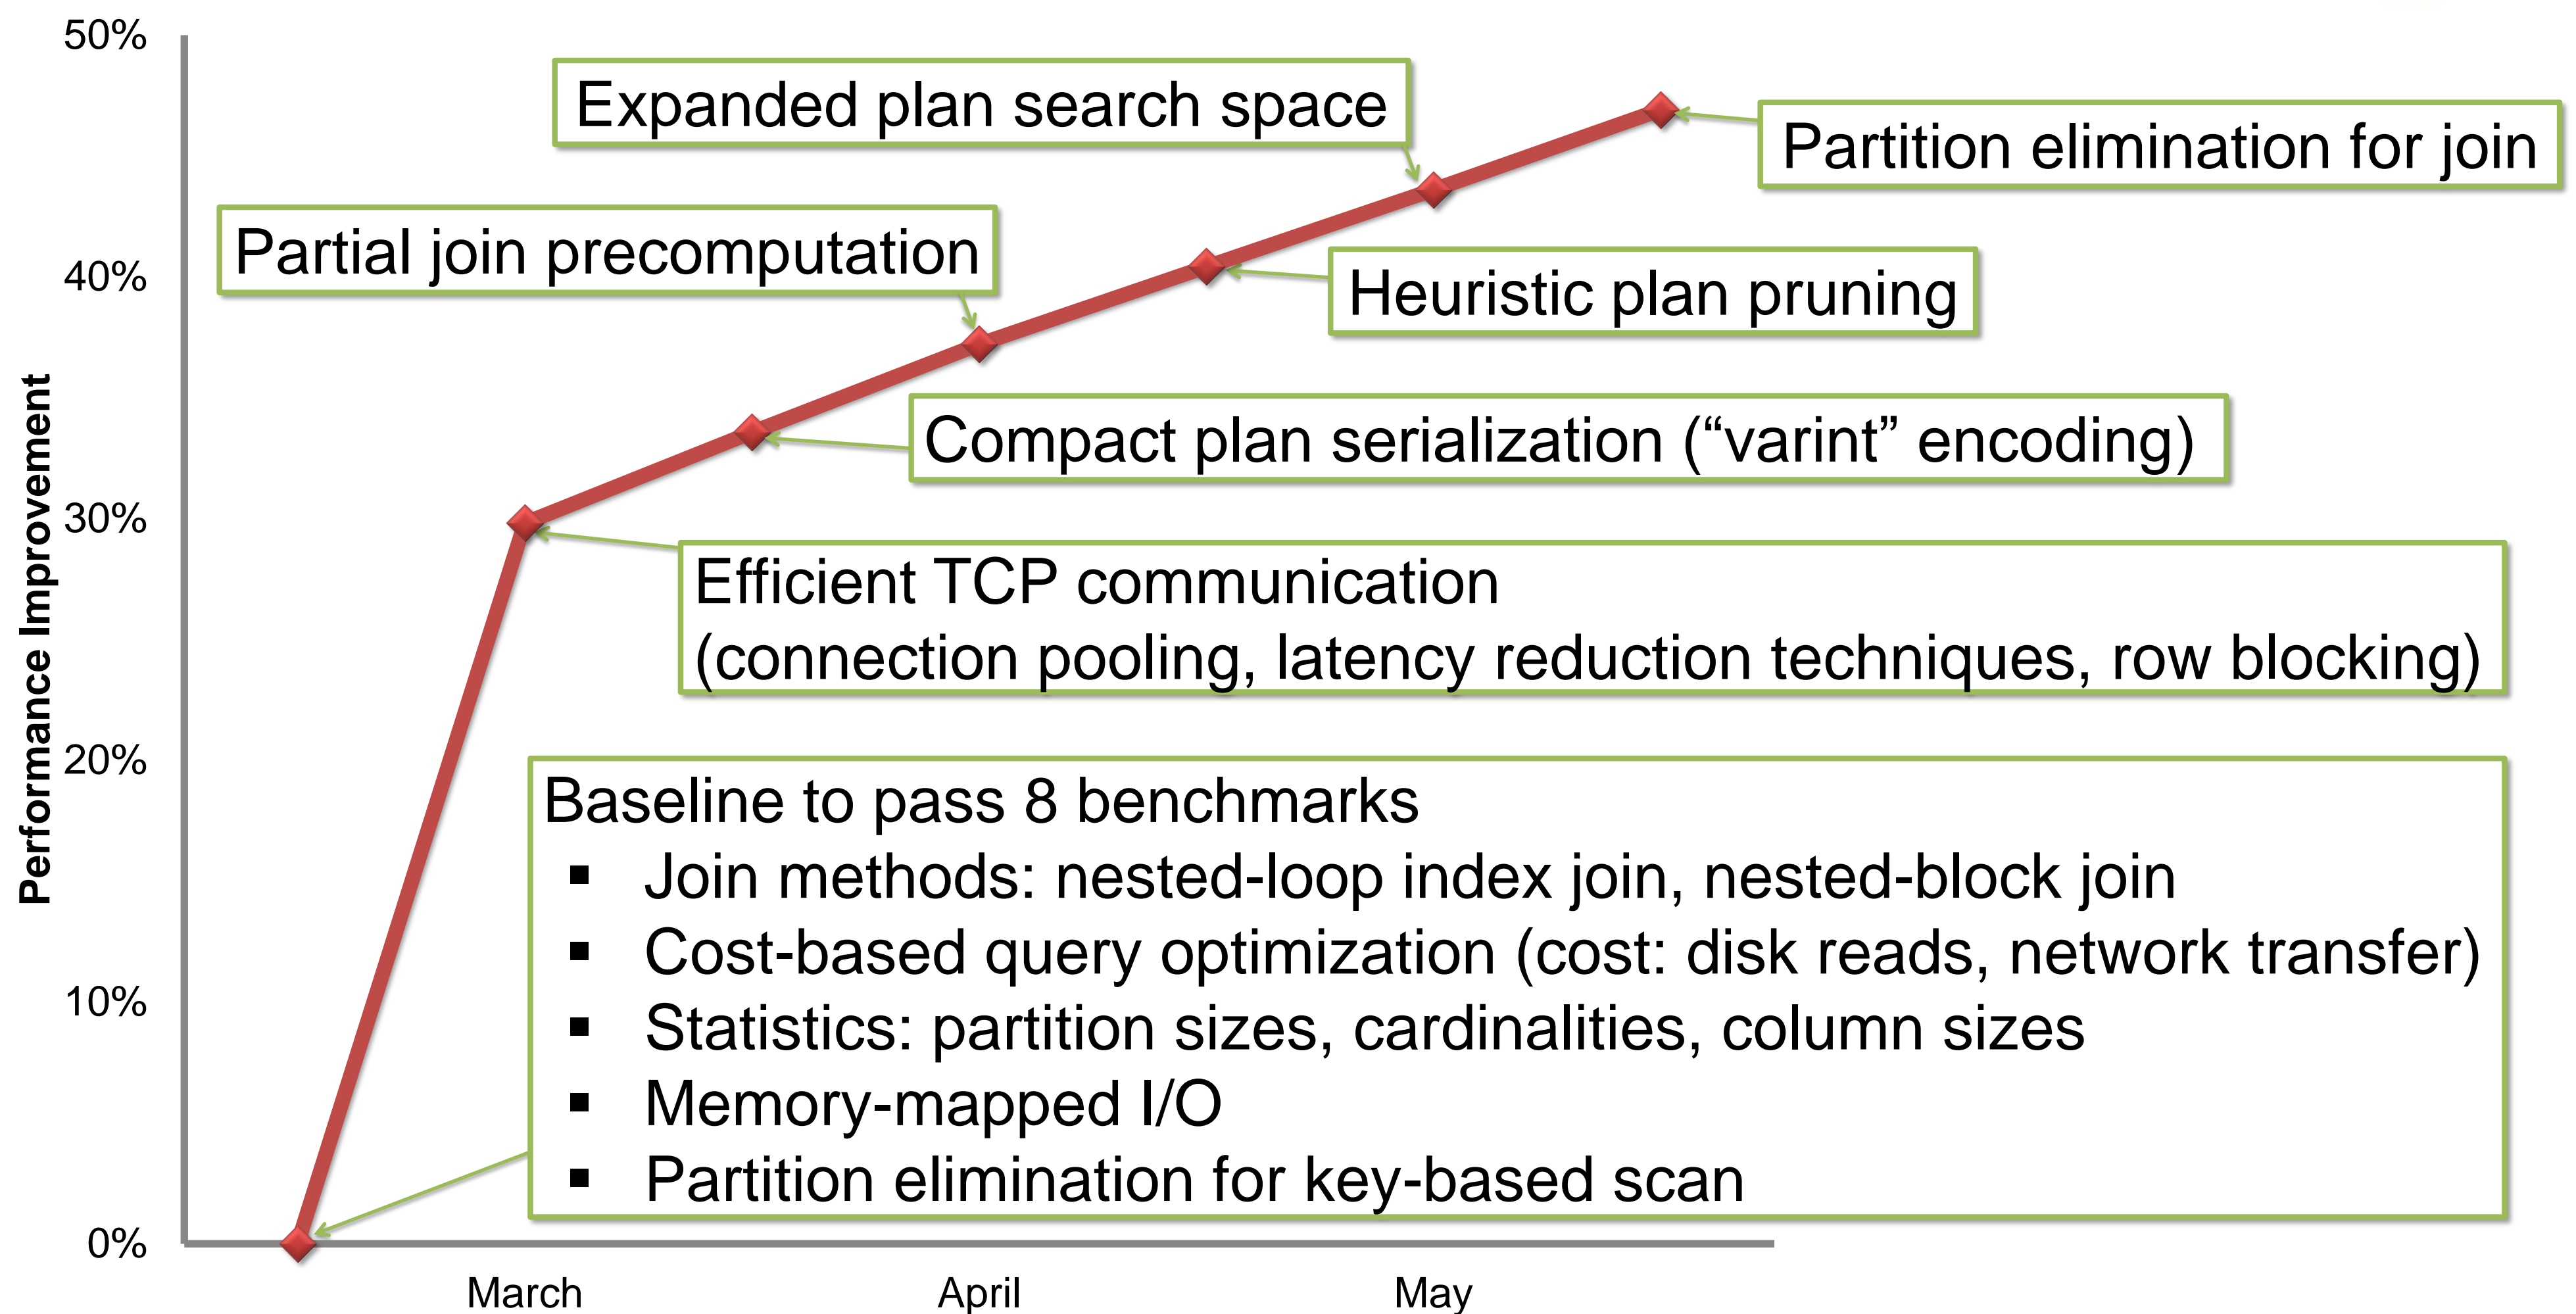 50%
Expanded plan search space
Partition elimination for join
Partial join precomputation
40%
Heuristic plan pruning
Compact plan serialization (“varint” encoding)
Performance Improvement
30%
Efficient TCP communication
(connection pooling, latency reduction techniques, row blocking)
20%
Baseline to pass 8 benchmarks
▪ Join methods: nested-loop index join, nested-block join
▪ Cost-based query optimization (cost: disk reads, network transfer)
10%
▪ Statistics: partition sizes, cardinalities, column sizes
▪ Memory-mapped I/O
▪ Partition elimination for key-based scan
0%
March April May